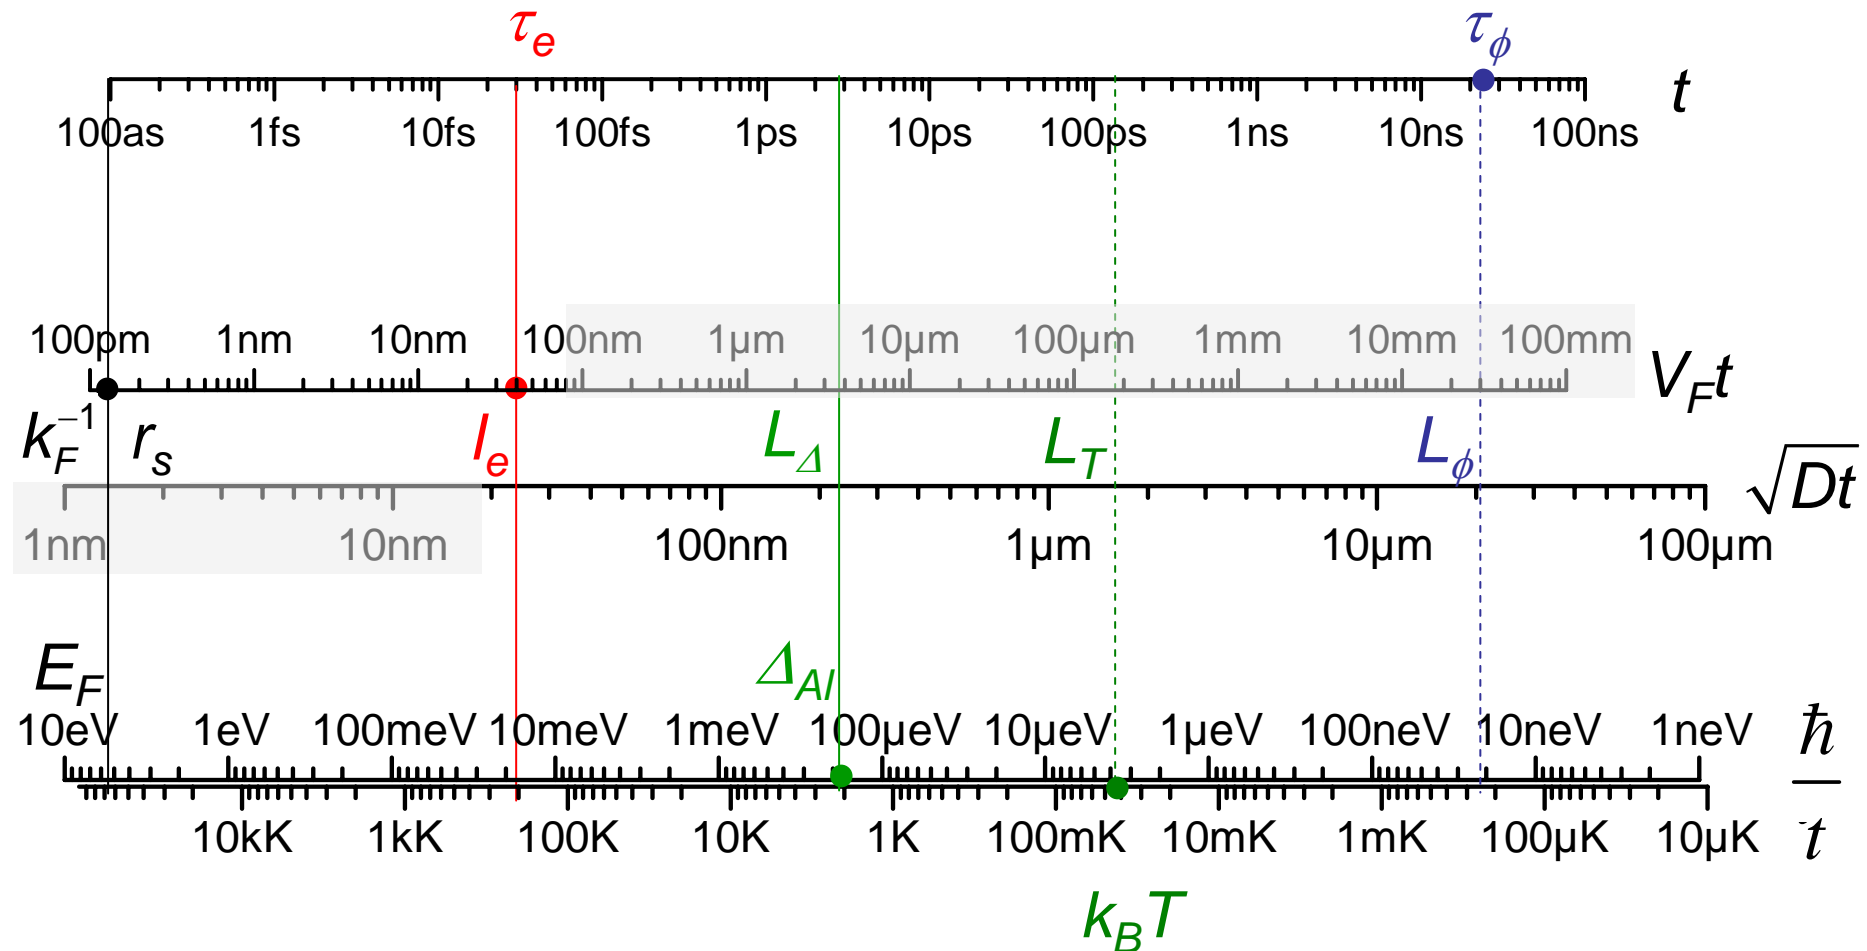 τe τϕ
t
100as 1fs 10fs 100fs 1ps 10ps 100ps 1ns 10ns 100ns
100pm 1nm 10nm 100nm 1µm 10µm 100µm 1mm 10mm 100mm
VFt
kF−1 rs le LΔ LT Lϕ
√Dt
1nm 10nm 100nm 1µm 10µm 100µm
EF ΔAl
10eV 1eV 100meV 10meV 1meV 100µeV 10µeV 1µeV 100neV 10neV 1neV
ħ
t
10kK 1kK 100K 10K 1K 100mK 10mK 1mK 100µK 10µK
kBT